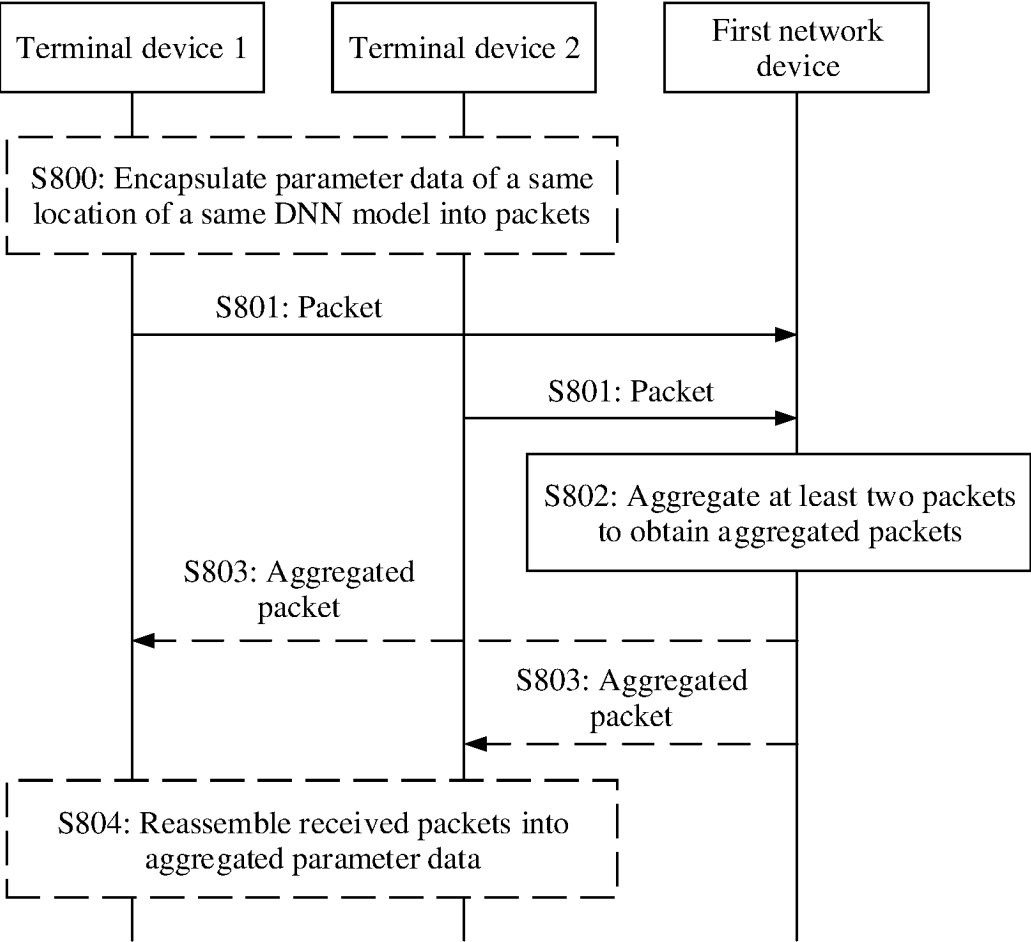 Terminal device 1
Terminal device 2
First network
device
S800: Encapsulate parameter data of a same
location of a same DNN model into packets
S801: Packet
S801: Packet
S802: Aggregate at least two packets
to obtain aggregated packets
S803: Aggregated
packet
S803: Aggregated
packet
S804: Reassemble received packets into
aggregated parameter data